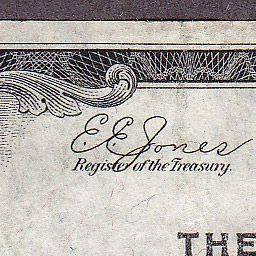 E.E. Jones
Register of the Treasury.
THE